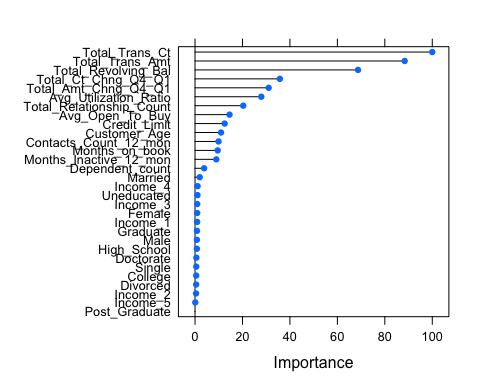 Total_Trans_Ct
Total_Trans_Amt
Total_Revolving_Bal
Total_Ct_Chng_Q4_Q1
Total_Amt_Chng_Q4_Q1
Avg_Utilization_Ratio
Total_Relationship_Count
Avg_Open_To_Buy
Credit_Limit
Customer_Age
Contacts_Count_12_mon
Months_on_book
Months_Inactive_12_mon
Dependent_count
Married
Income_4
Uneducated
Income_3
Female
Income_1
Graduate
Male
High_School
Doctorate
Single
College
Divorced
Income_2
Income_5
Post_Graduate
0 20 40 60 80 100
Importance